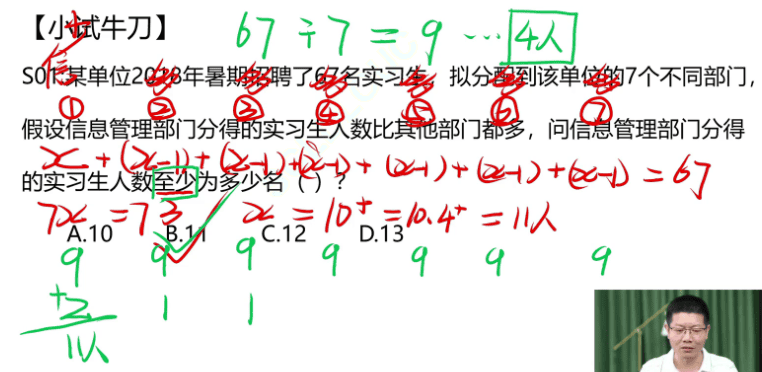 【小试牛刀】
67÷7=9…4人
S01.某单位2018年暑期招聘了67名实习生，拟分配到该单位的7个不同部门，
信
① ② ③ ④ ⑤ ⑥ ⑦
假设信息管理部门分得的实习生人数比其他部门都多，问信息管理部门分得
x+(x-1)+(x-1)+(x-1)+(x-1)+(x-1)+(x-1)=67
的实习生人数至少为多少名（ ）？
7x=73 x=10⁺=10.4⁺=11人
A.10 B.11 C.12 D.13
9 9 9 9 9 9 9
+2 1 1
11人